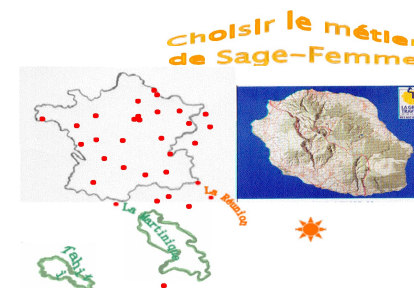 Choisir le métier
de Sage-Femme
La Réunion
La Martinique
Tahiti